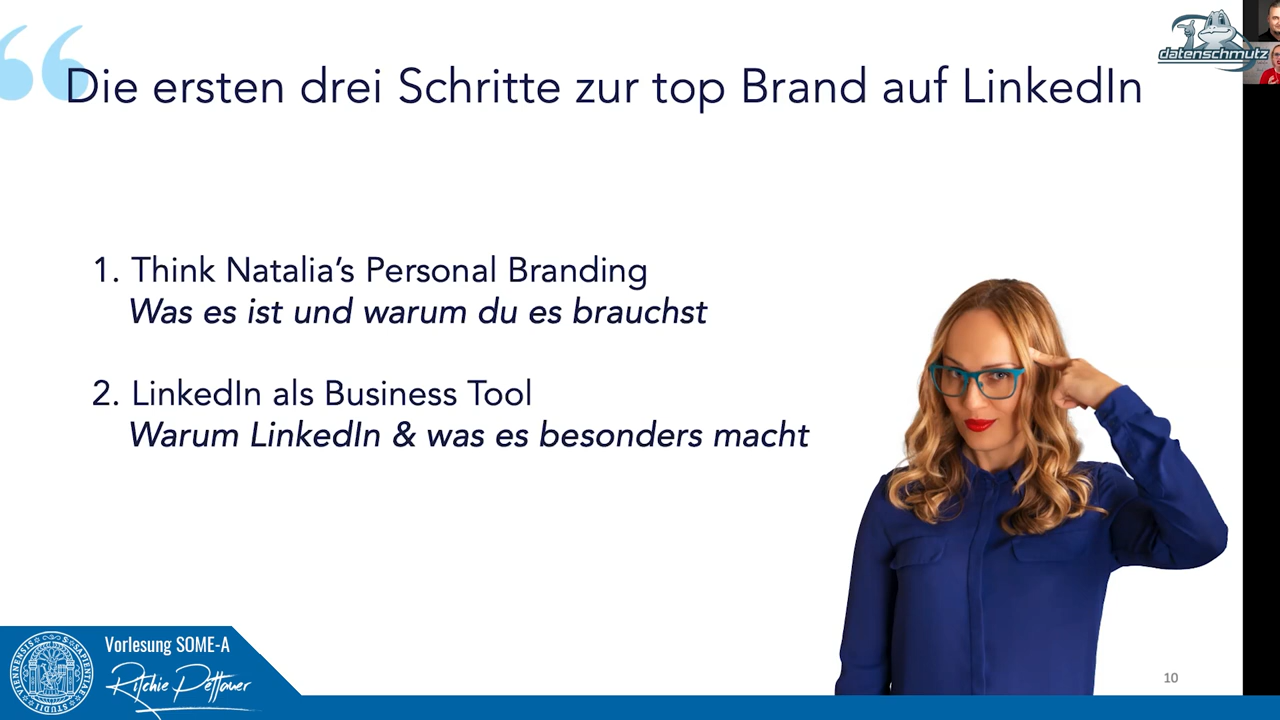 Die ersten drei Schritte zur top Brand auf LinkedIn
datenschmutz
1. Think Natalia’s Personal Branding
Was es ist und warum du es brauchst
2. LinkedIn als Business Tool
Warum LinkedIn & was es besonders macht
Vorlesung SOME-A
Ritchie Pettauer
10